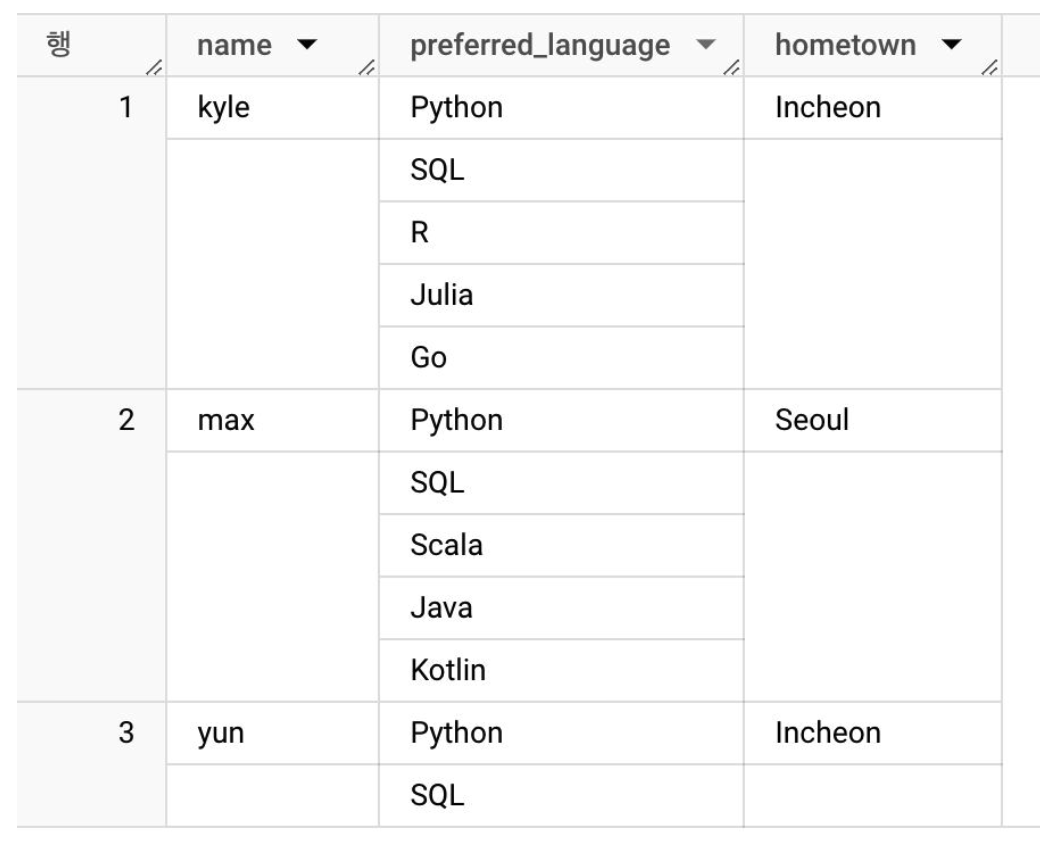 행 name preferred_language hometown
1 kyle Python Incheon
SQL
R
Julia
Go
2 max Python Seoul
SQL
Scala
Java
Kotlin
3 yun Python Incheon
SQL